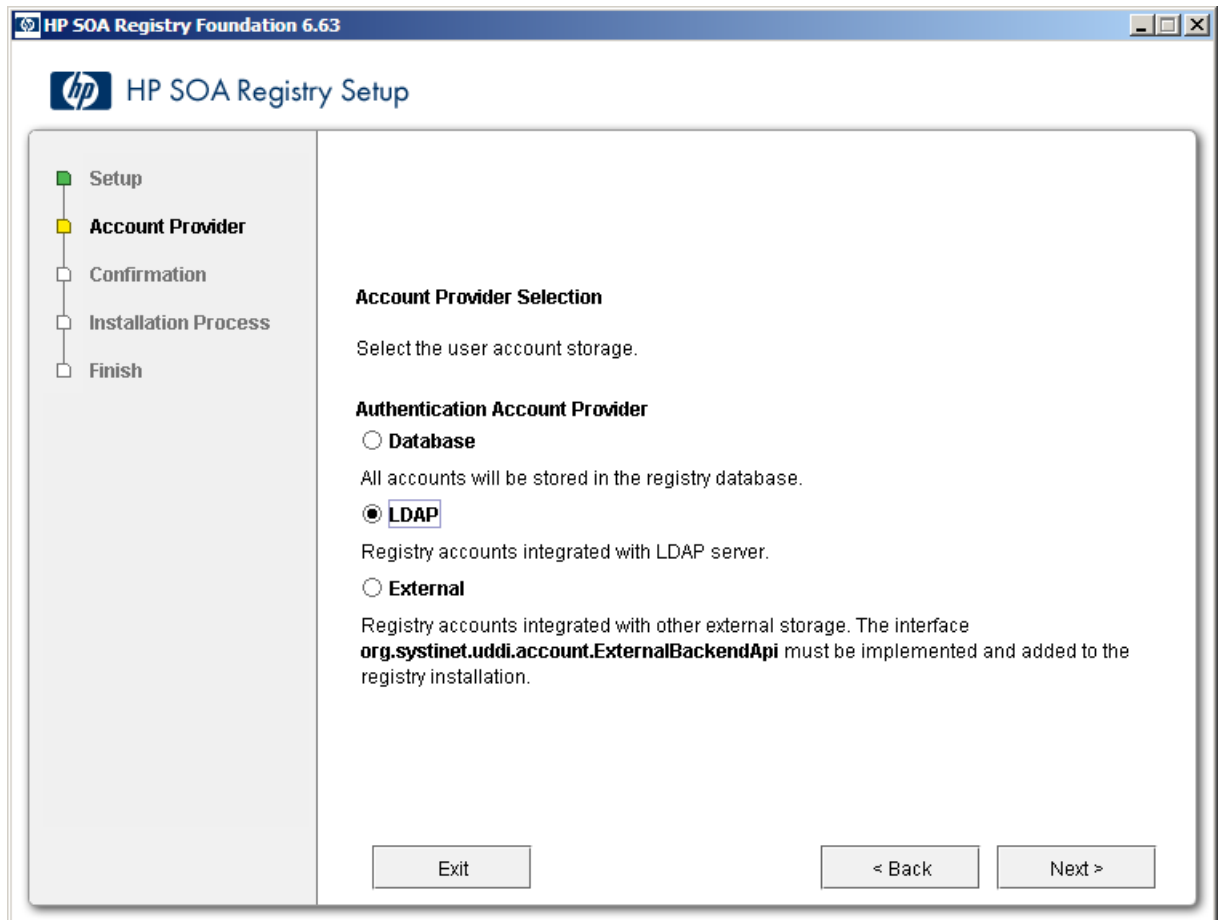 HP SOA Registry Foundation 6.63
hp HP SOA Registry Setup
Setup
Account Provider
Confirmation
Installation Process
Finish
Account Provider Selection
Select the user account storage.
Authentication Account Provider
Database
All accounts will be stored in the registry database.
LDAP
Registry accounts integrated with LDAP server.
External
Registry accounts integrated with other external storage. The interface
org.systinet.uddi.account.ExternalBackendApi must be implemented and added to the
registry installation.
Exit
< Back
Next >